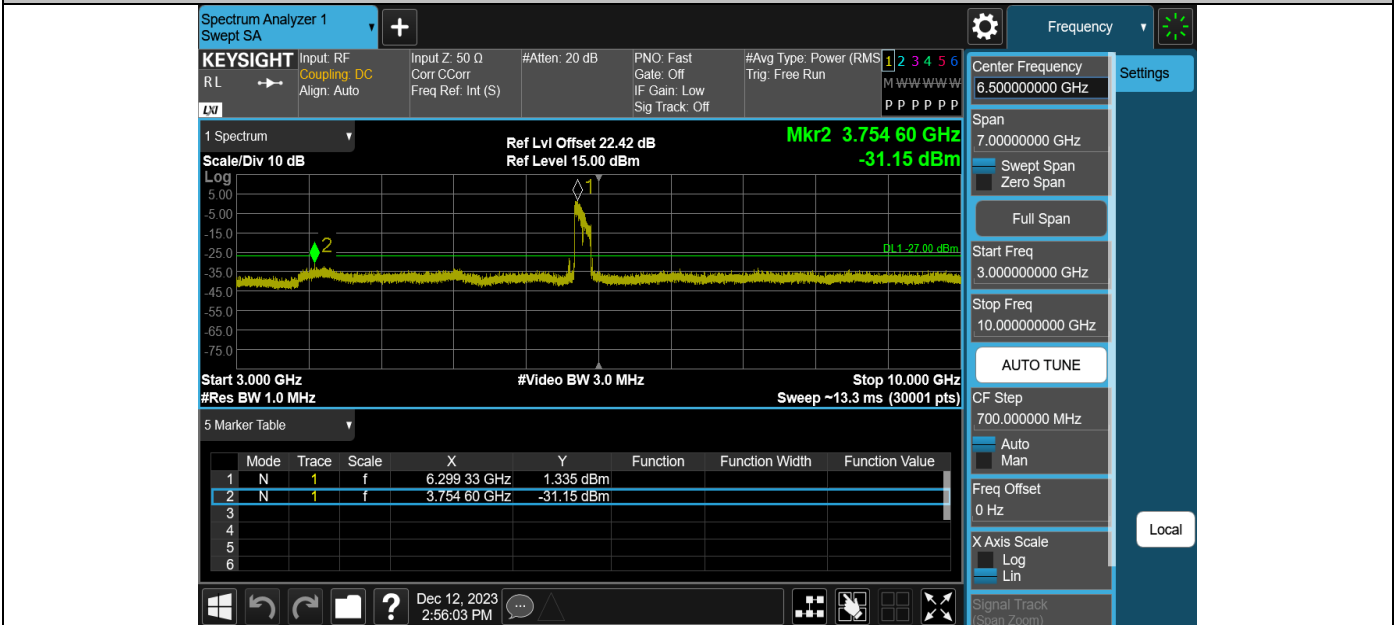 Spectrum Analyzer 1
Swept SA
+
Frequency
KEYSIGHT
RL
LXI
Input: RF
Coupling: DC
Align: Auto
Input Z: 50 Ω
Corr CCorr
Freq Ref: Int (S)
#Atten: 20 dB
PNO: Fast
Gate: Off
IF Gain: Low
Sig Track: Off
#Avg Type: Power (RMS
Trig: Free Run
1 2 3 4 5 6
M W W W W W
P P P P P P
1 Spectrum
Scale/Div 10 dB
Ref Lvl Offset 22.42 dB
Ref Level 15.00 dBm
Mkr2 3.754 60 GHz
-31.15 dBm
Log
5.00
-5.00
-15.0
-25.0
-35.0
-45.0
-55.0
-65.0
-75.0
1
2
DL1 -27.00 dBm
Start 3.000 GHz
#Video BW 3.0 MHz
Stop 10.000 GHz
#Res BW 1.0 MHz
Sweep ~13.3 ms (30001 pts)
5 Marker Table
Mode Trace Scale X Y Function Function Width Function Value
1 N 1 f 6.299 33 GHz 1.335 dBm
2 N 1 f 3.754 60 GHz -31.15 dBm
3
4
5
6
?
Dec 12, 2023
2:56:03 PM
Center Frequency
6.500000000 GHz
Settings
Span
7.00000000 GHz
Swept Span
Zero Span
Full Span
Start Freq
3.000000000 GHz
Stop Freq
10.000000000 GHz
AUTO TUNE
CF Step
700.000000 MHz
Auto
Man
Freq Offset
0 Hz
Local
X Axis Scale
Log
Lin
Signal Track
(Span Zoom)